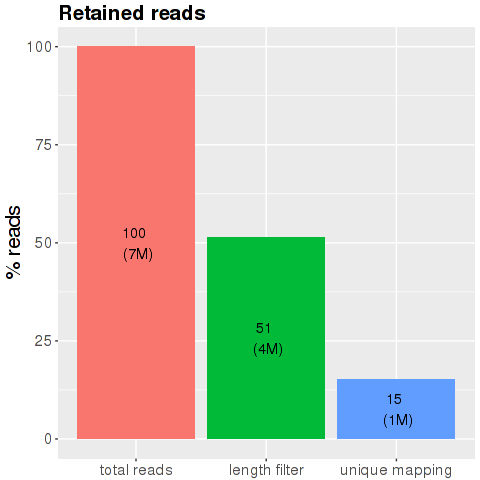 Retained reads
% reads
100
75
50
25
0
100
(7M)
51
(4M)
15
(1M)
total reads
length filter
unique mapping